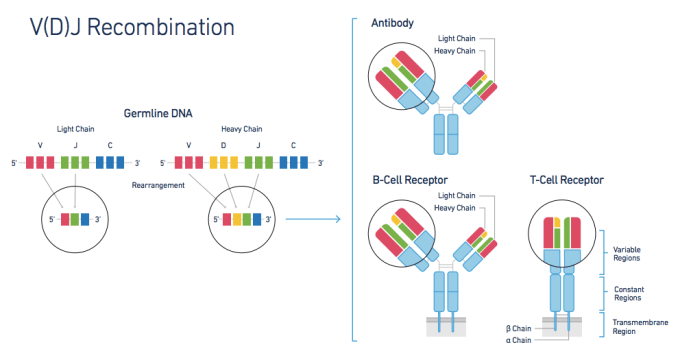 V(D)J Recombination
Germline DNA
Light Chain
Heavy Chain
V J C
V D J C
5' 3' 5' 3'
Rearrangement
5' 3'
5' 3'
Antibody
Light Chain
Heavy Chain
B-Cell Receptor
Light Chain
Heavy Chain
T-Cell Receptor
Variable
Regions
Constant
Regions
Transmembrane
Region
β Chain
α Chain